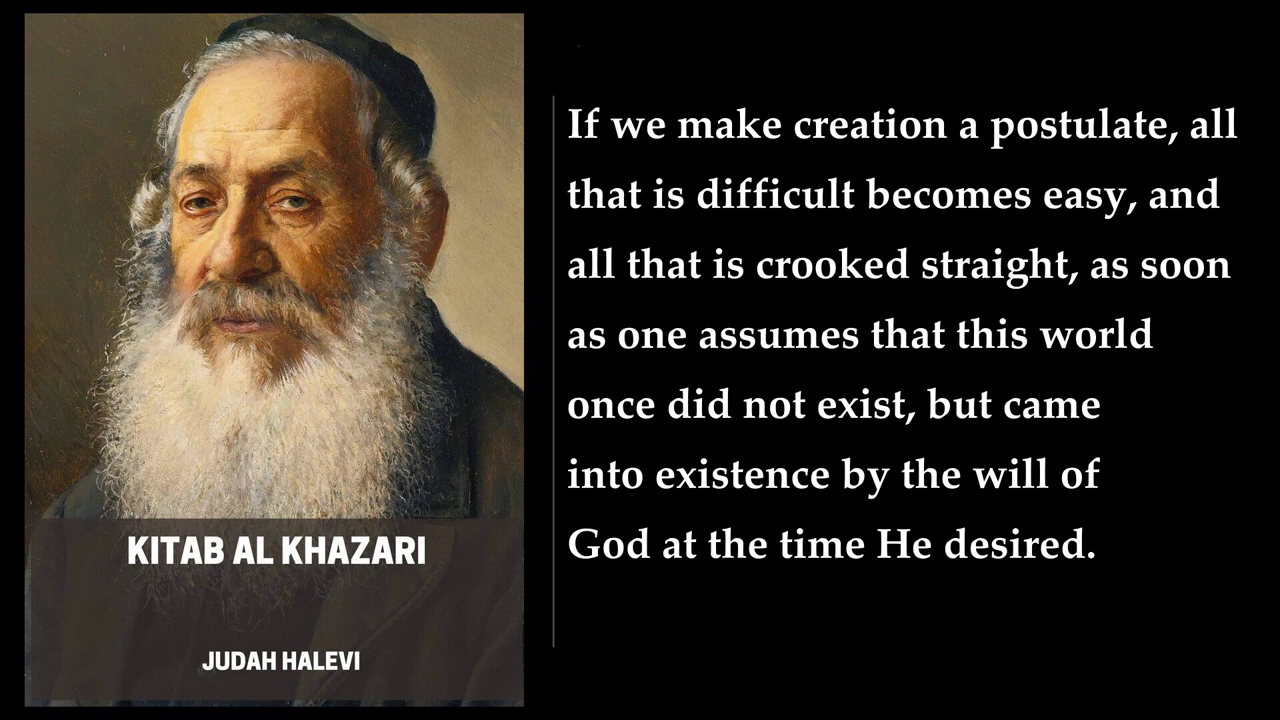 KITAB AL KHAZARI
JUDAH HALEVI
If we make creation a postulate, all
that is difficult becomes easy, and
all that is crooked straight, as soon
as one assumes that this world
once did not exist, but came
into existence by the will of
God at the time He desired.